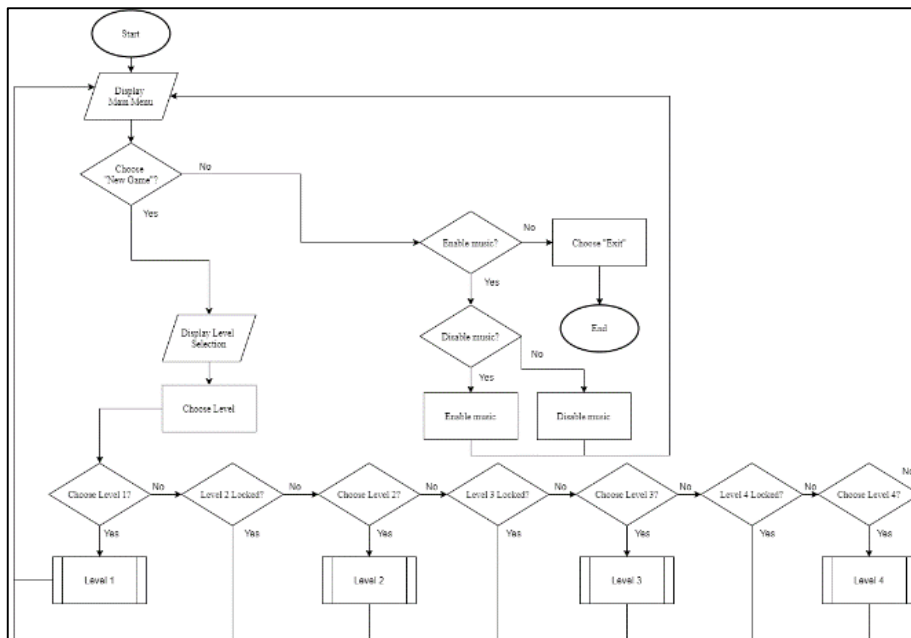 Start
Display
Main Menu
Choose
"New Game"?
No
Yes
Enable music?
No
Choose "Exit"
Yes
End
Display Level
Selection
Disable music?
No
Yes
Choose Level
Enable music
Disable music
Choose Level 1?
No
Level 2 Locked?
No
Choose Level 2?
No
Level 3 Locked?
No
Choose Level 3?
No
Level 4 Locked?
No
Choose Level 4?
No
Yes
Yes
Yes
Yes
Yes
Yes
Yes
Level 1
Level 2
Level 3
Level 4